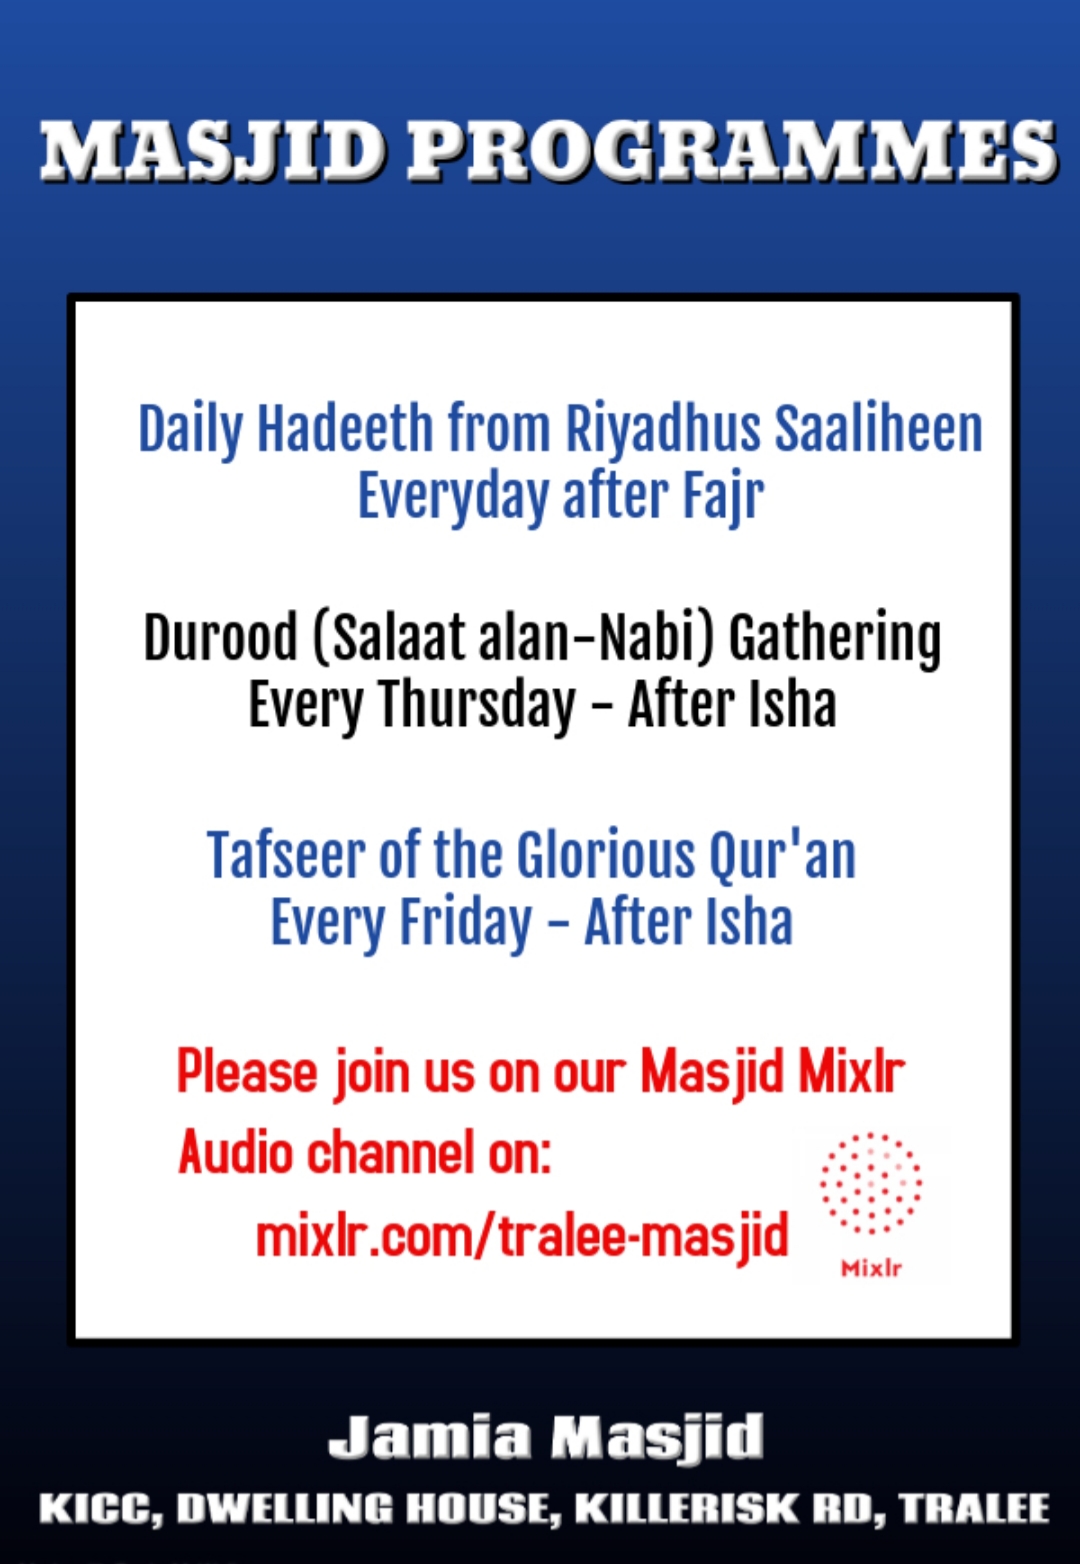 MASJID PROGRAMMES
Daily Hadeeth from Riyadhus Saaliheen
Everyday after Fajr
Durood (Salaat alan-Nabi) Gathering
Every Thursday - After Isha
Tafseer of the Glorious Qur'an
Every Friday - After Isha
Please join us on our Masjid Mixlr
Audio channel on:
mixlr.com/tralee-masjid
Mixlr
Jamia Masjid
KICC, DWELLING HOUSE, KILLERISK RD, TRALEE